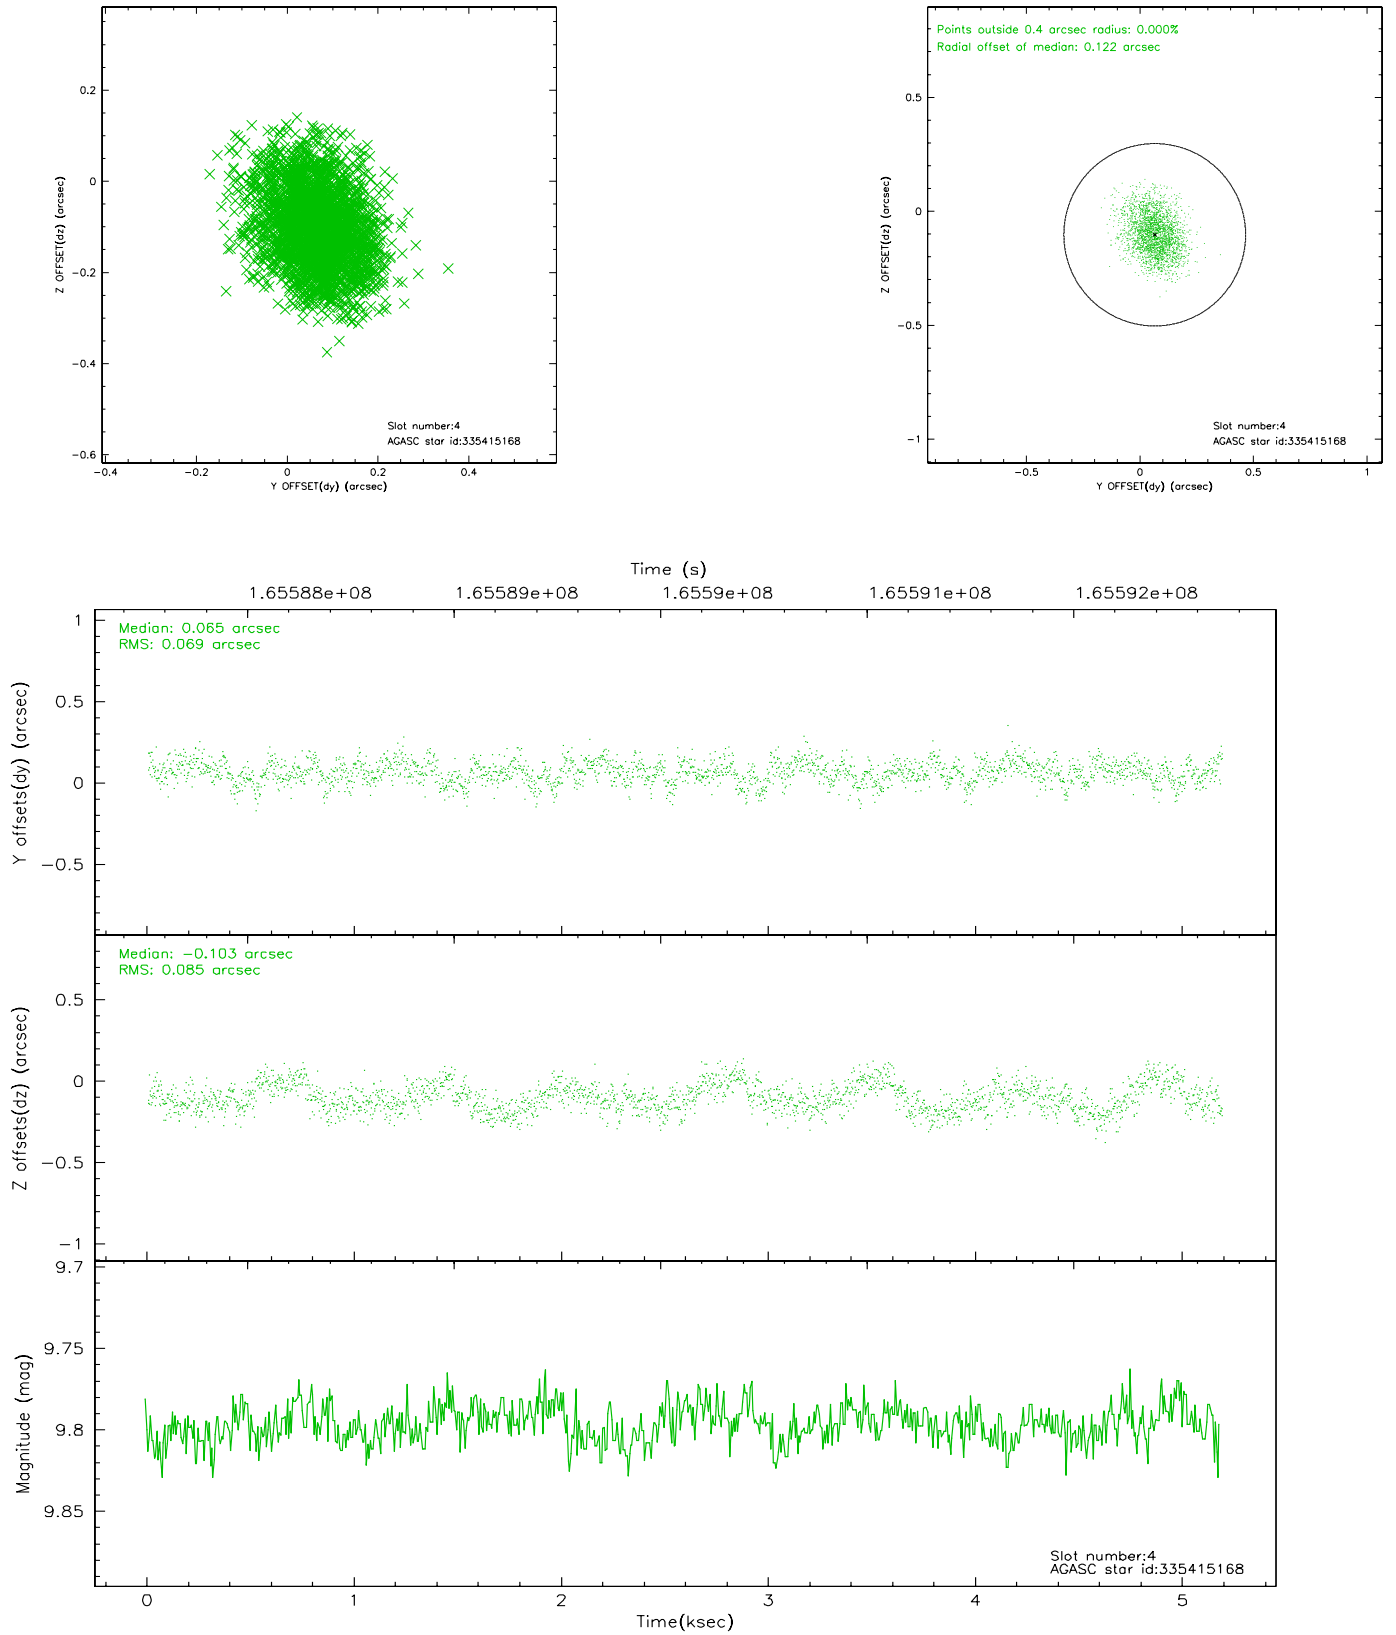 0.2
0
−0.2
−0.4
−0.6
Z OFFSET(dz) (arcsec)
Slot number:4
AGASC star id:335415168
−0.4 −0.2 0 0.2 0.4
Y OFFSET(dy) (arcsec)
Points outside 0.4 arcsec radius: 0.000%
Radial offset of median: 0.122 arcsec
0.5
0
−0.5
−1
Z OFFSET(dz) (arcsec)
Slot number:4
AGASC star id:335415168
−0.5 0 0.5 1
Y OFFSET(dy) (arcsec)
Time (s)
1.65588e+08 1.65589e+08 1.6559e+08 1.65591e+08 1.65592e+08
Median: 0.065 arcsec
RMS: 0.069 arcsec
1
0.5
0
−0.5
Y offsets(dy) (arcsec)
Median: −0.103 arcsec
RMS: 0.085 arcsec
0.5
0
−0.5
−1
Z offsets(dz) (arcsec)
9.7
9.75
9.8
9.85
Magnitude (mag)
Slot number:4
AGASC star id:335415168
0 1 2 3 4 5
Time(ksec)